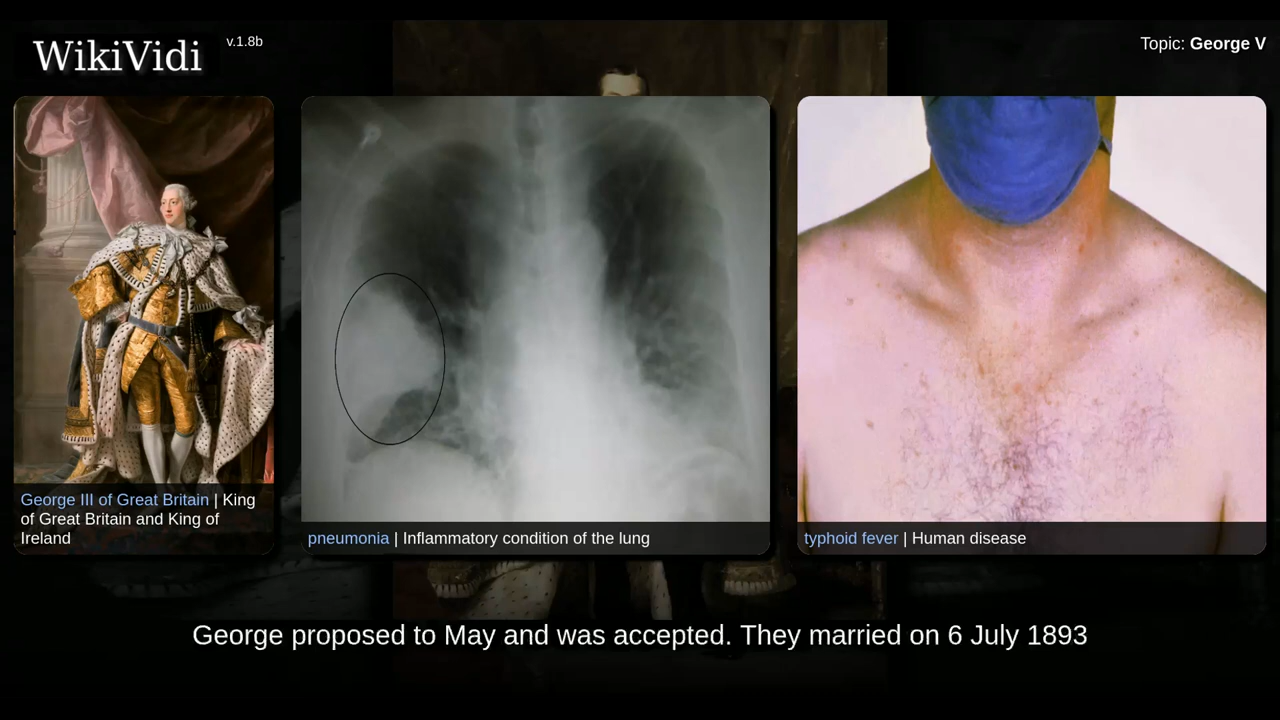 WikiVidi
v.1.8b
Topic: George V
George III of Great Britain | King
of Great Britain and King of
Ireland
pneumonia | Inflammatory condition of the lung
typhoid fever | Human disease
George proposed to May and was accepted. They married on 6 July 1893